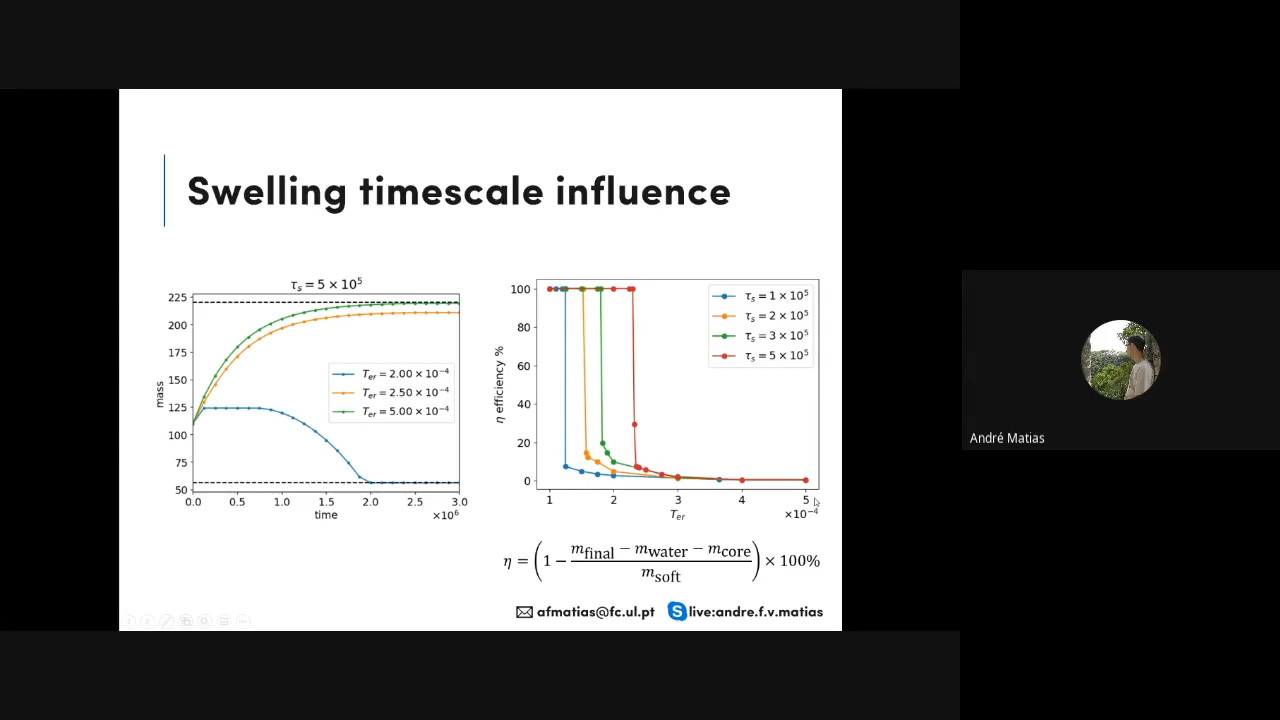 Swelling timescale influence
τs = 5 × 10⁵
225
200
175
150
125
100
75
50
mass
0.0 0.5 1.0 1.5 2.0 2.5 3.0
time
×10⁶
Ter = 2.00 × 10⁻⁴
Ter = 2.50 × 10⁻⁴
Ter = 5.00 × 10⁻⁴
100
80
60
40
20
0
η efficiency %
1 2 3 4 5
Ter
×10⁻⁴
τs = 1 × 10⁵
τs = 2 × 10⁵
τs = 3 × 10⁵
τs = 5 × 10⁵
η = (1 − (mfinal − mwater − mcore) / msoft) × 100%
afmatias@fc.ul.pt S live:andre.f.v.matias
André Matias